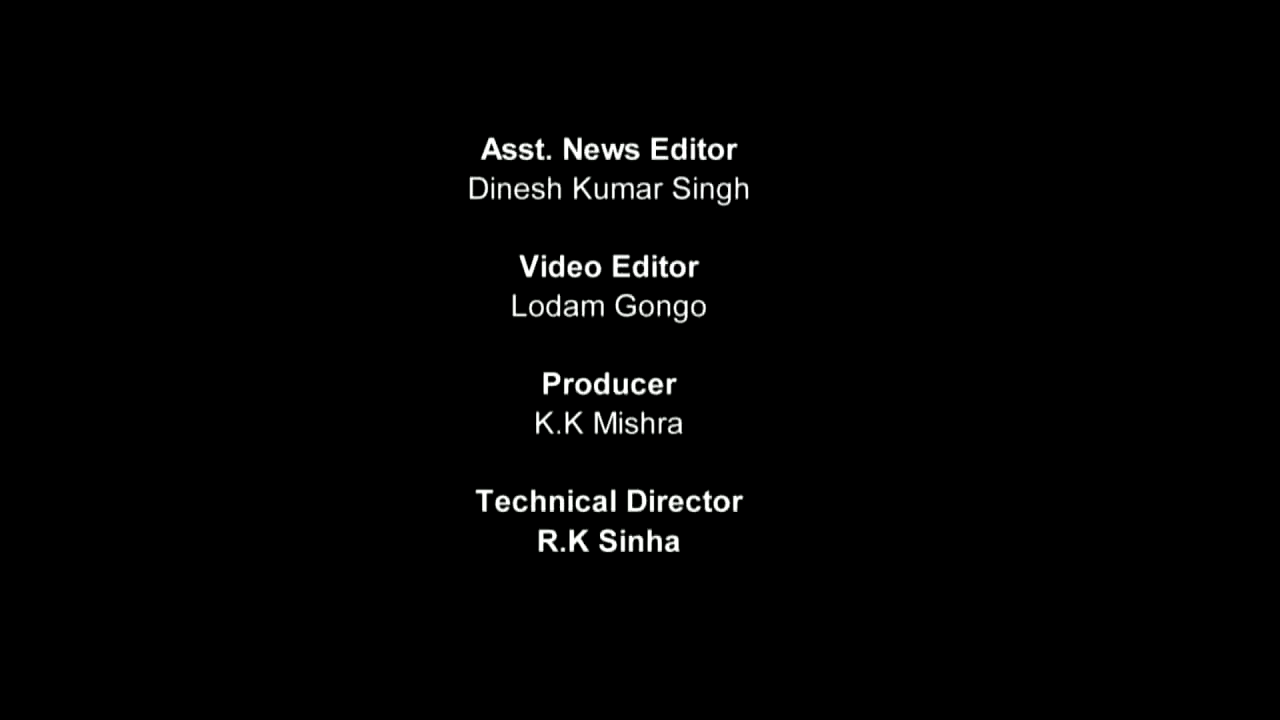 Asst. News Editor
Dinesh Kumar Singh
Video Editor
Lodam Gongo
Producer
K.K Mishra
Technical Director
R.K Sinha